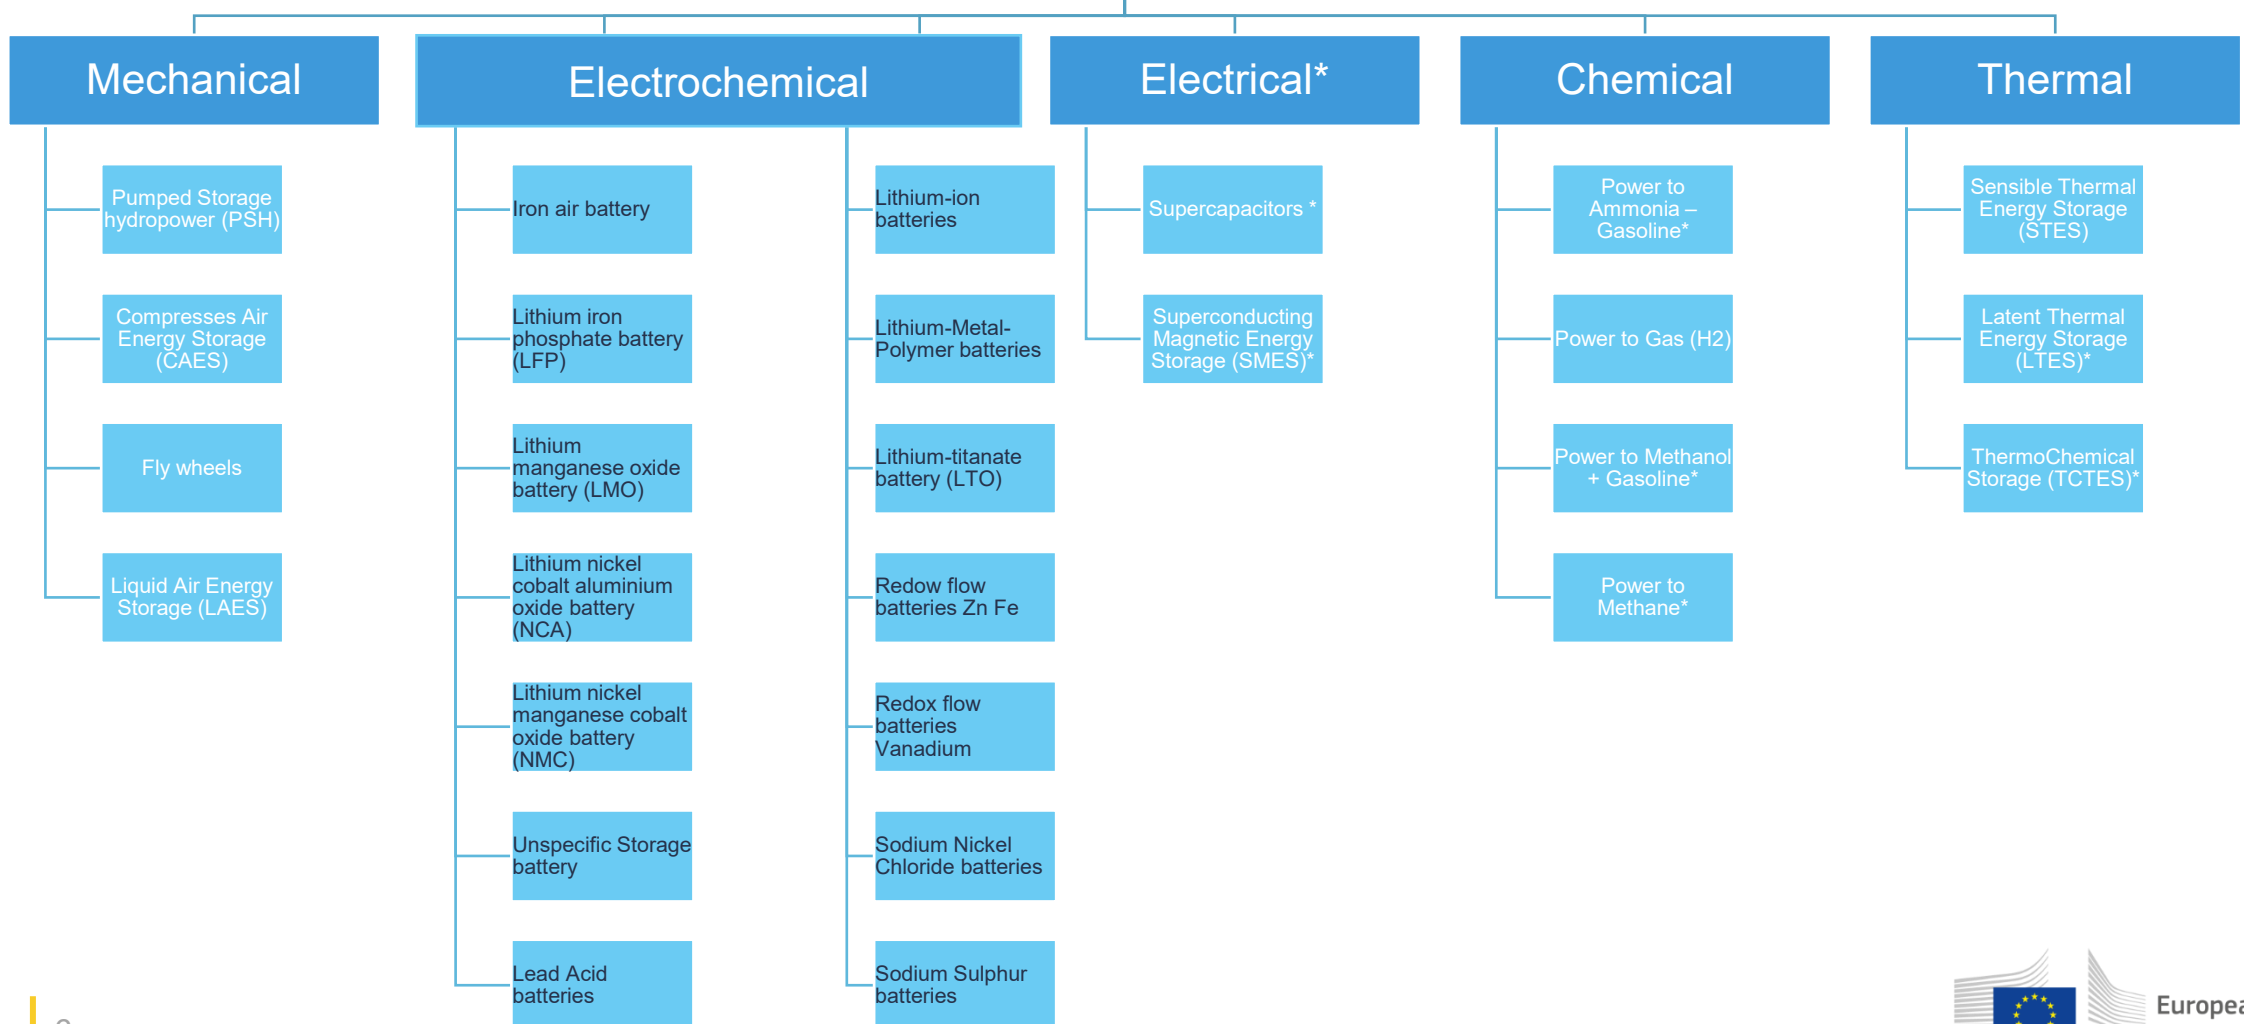 Mechanical
Pumped Storage
hydropower (PSH)
Compresses Air
Energy Storage
(CAES)
Fly wheels
Liquid Air Energy
Storage (LAES)
Electrochemical
Iron air battery
Lithium iron
phosphate battery
(LFP)
Lithium
manganese oxide
battery (LMO)
Lithium nickel
cobalt aluminium
oxide battery
(NCA)
Lithium nickel
manganese cobalt
oxide battery
(NMC)
Unspecific Storage
battery
Lead Acid
batteries
Lithium-ion
batteries
Lithium-Metal-
Polymer batteries
Lithium-titanate
battery (LTO)
Redow flow
batteries Zn Fe
Redox flow
batteries
Vanadium
Sodium Nickel
Chloride batteries
Sodium Sulphur
batteries
Electrical*
Supercapacitors *
Superconducting
Magnetic Energy
Storage (SMES)*
Chemical
Power to
Ammonia –
Gasoline*
Power to Gas (H2)
Power to Methanol
+ Gasoline*
Power to
Methane*
Thermal
Sensible Thermal
Energy Storage
(STES)
Latent Thermal
Energy Storage
(LTES)*
ThermoChemical
Storage (TCTES)*